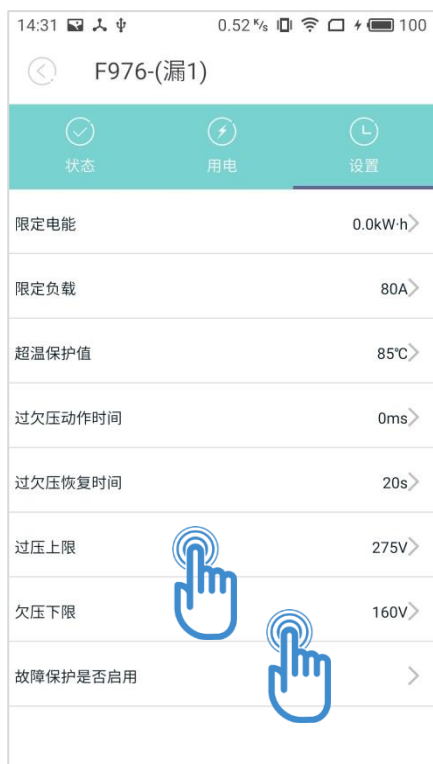 14:31 0.52 K/s 100
F976-(漏1)
状态 用电 设置
限定电能 0.0kW·h
限定负载 80A
超温保护值 85℃
过欠压动作时间 0ms
过欠压恢复时间 20s
过压上限 275V
欠压下限 160V
故障保护是否启用